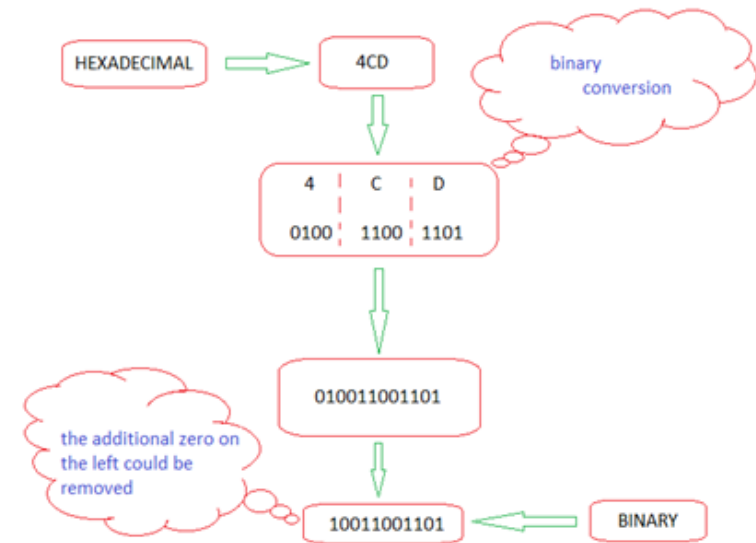 HEXADECIMAL
4CD
binary
conversion
4 C D
0100 1100 1101
010011001101
the additional zero on
the left could be
removed
10011001101
BINARY